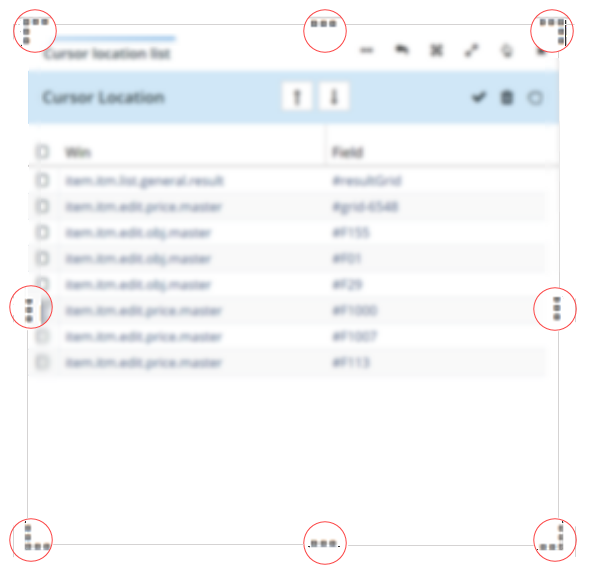 Cursor location list
Cursor Location
Win Field
item.itm.list.general.result #resultGrid
item.itm.edit.price.master #grid-6548
item.itm.edit.obj.master #F155
item.itm.edit.obj.master #F01
item.itm.edit.obj.master #F29
item.itm.edit.price.master #F1000
item.itm.edit.price.master #F1007
item.itm.edit.price.master #F113